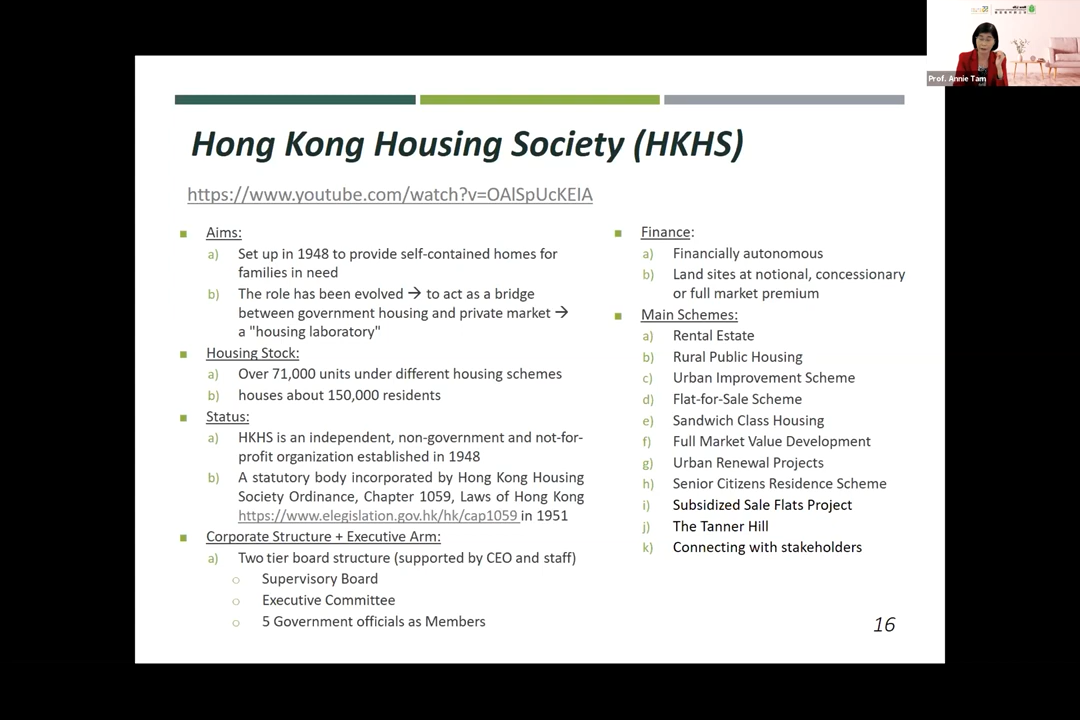 Prof. Annie Tam
Hong Kong Housing Society (HKHS)
https://www.youtube.com/watch?v=OAlSpUcKEIA
■ Aims:
a) Set up in 1948 to provide self-contained homes for
families in need
b) The role has been evolved → to act as a bridge
between government housing and private market →
a "housing laboratory"
■ Housing Stock:
a) Over 71,000 units under different housing schemes
b) houses about 150,000 residents
■ Status:
a) HKHS is an independent, non-government and not-for-
profit organization established in 1948
b) A statutory body incorporated by Hong Kong Housing
Society Ordinance, Chapter 1059, Laws of Hong Kong
https://www.elegislation.gov.hk/hk/cap1059 in 1951
■ Corporate Structure + Executive Arm:
a) Two tier board structure (supported by CEO and staff)
○ Supervisory Board
○ Executive Committee
○ 5 Government officials as Members
■ Finance:
a) Financially autonomous
b) Land sites at notional, concessionary
or full market premium
■ Main Schemes:
a) Rental Estate
b) Rural Public Housing
c) Urban Improvement Scheme
d) Flat-for-Sale Scheme
e) Sandwich Class Housing
f) Full Market Value Development
g) Urban Renewal Projects
h) Senior Citizens Residence Scheme
i) Subsidized Sale Flats Project
j) The Tanner Hill
k) Connecting with stakeholders
16